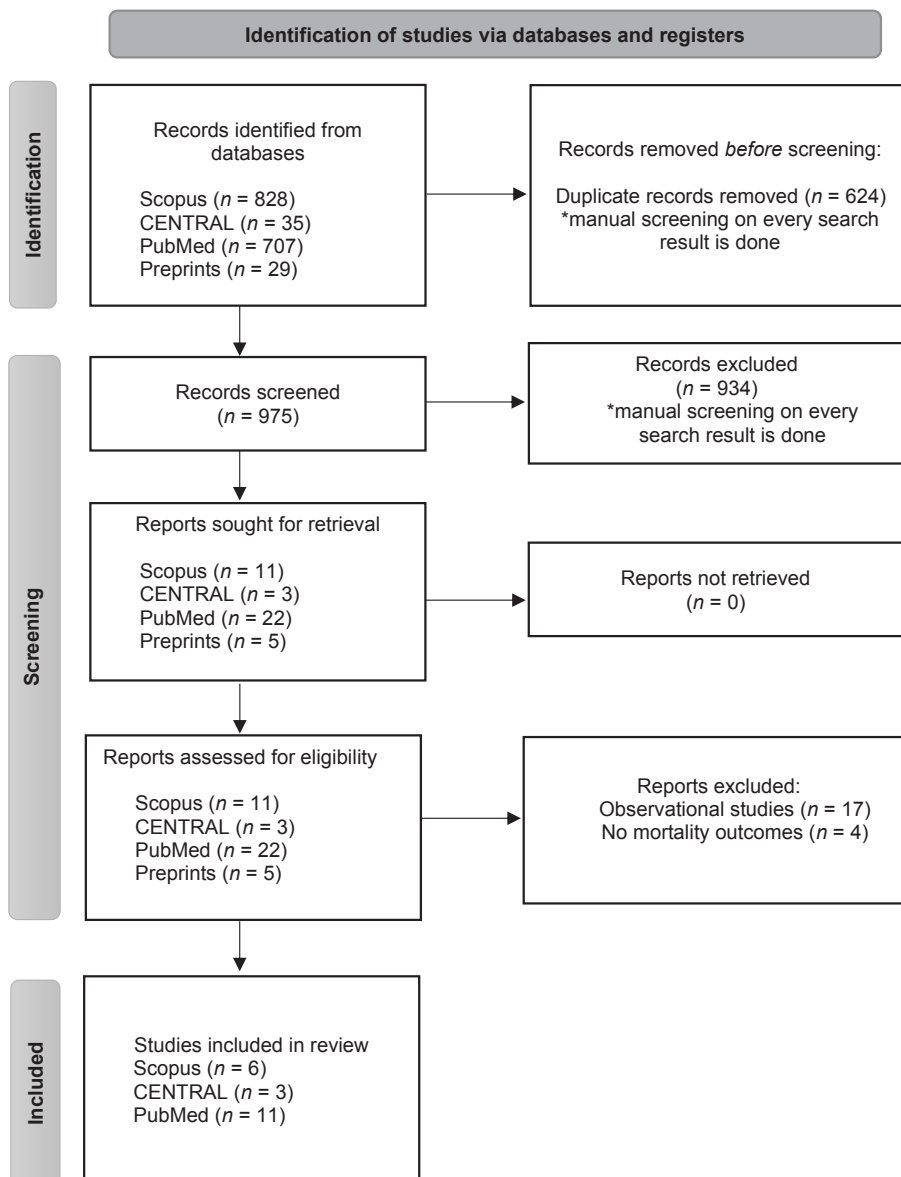 Identification of studies via databases and registers
Identification
Records identified from
databases
Scopus (n = 828)
CENTRAL (n = 35)
PubMed (n = 707)
Preprints (n = 29)
Records removed before screening:
Duplicate records removed (n = 624)
*manual screening on every search
result is done
Screening
Records screened
(n = 975)
Records excluded
(n = 934)
*manual screening on every
search result is done
Reports sought for retrieval
Scopus (n = 11)
CENTRAL (n = 3)
PubMed (n = 22)
Preprints (n = 5)
Reports not retrieved
(n = 0)
Reports assessed for eligibility
Scopus (n = 11)
CENTRAL (n = 3)
PubMed (n = 22)
Preprints (n = 5)
Reports excluded:
Observational studies (n = 17)
No mortality outcomes (n = 4)
Included
Studies included in review
Scopus (n = 6)
CENTRAL (n = 3)
PubMed (n = 11)